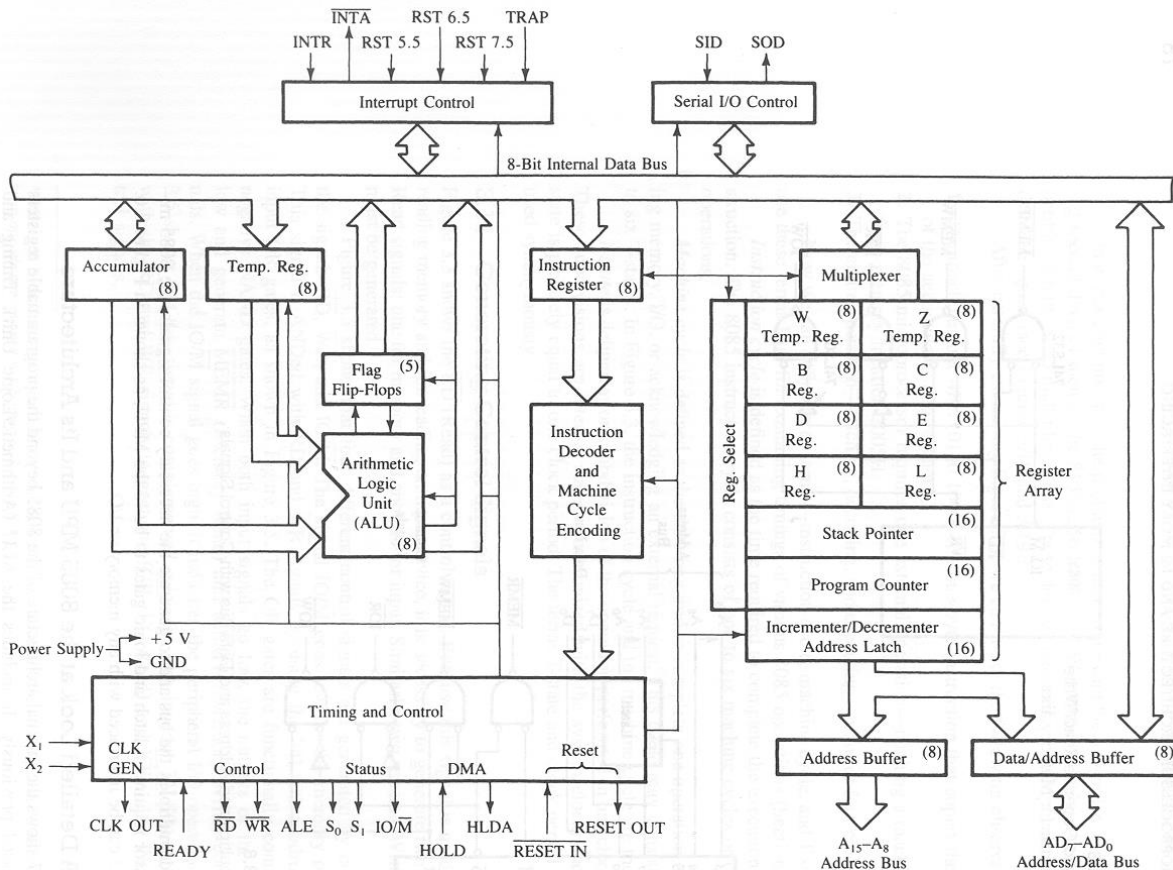 INTR
INTA
RST 5.5
RST 6.5
RST 7.5
TRAP
SID
SOD
Interrupt Control
Serial I/O Control
8-Bit Internal Data Bus
Accumulator
(8)
Temp. Reg.
(8)
Instruction
Register
(8)
Multiplexer
Flag
Flip-Flops
(5)
Arithmetic
Logic
Unit
(ALU)
(8)
Instruction
Decoder
and
Machine
Cycle
Encoding
Reg. Select
W
Temp. Reg.
(8)
Z
Temp. Reg.
(8)
B
Reg.
(8)
C
Reg.
(8)
D
Reg.
(8)
E
Reg.
(8)
H
Reg.
(8)
L
Reg.
(8)
Stack Pointer
(16)
Program Counter
(16)
Incrementer/Decrementer
Address Latch
(16)
Register
Array
Power Supply
+5 V
GND
Timing and Control
X1
X2
CLK
GEN
Control
Status
DMA
Reset
CLK OUT
READY
RD
WR
ALE
S0
S1
IO/M
HOLD
HLDA
RESET IN
RESET OUT
Address Buffer
(8)
Data/Address Buffer
(8)
A15–A8
Address Bus
AD7–AD0
Address/Data Bus